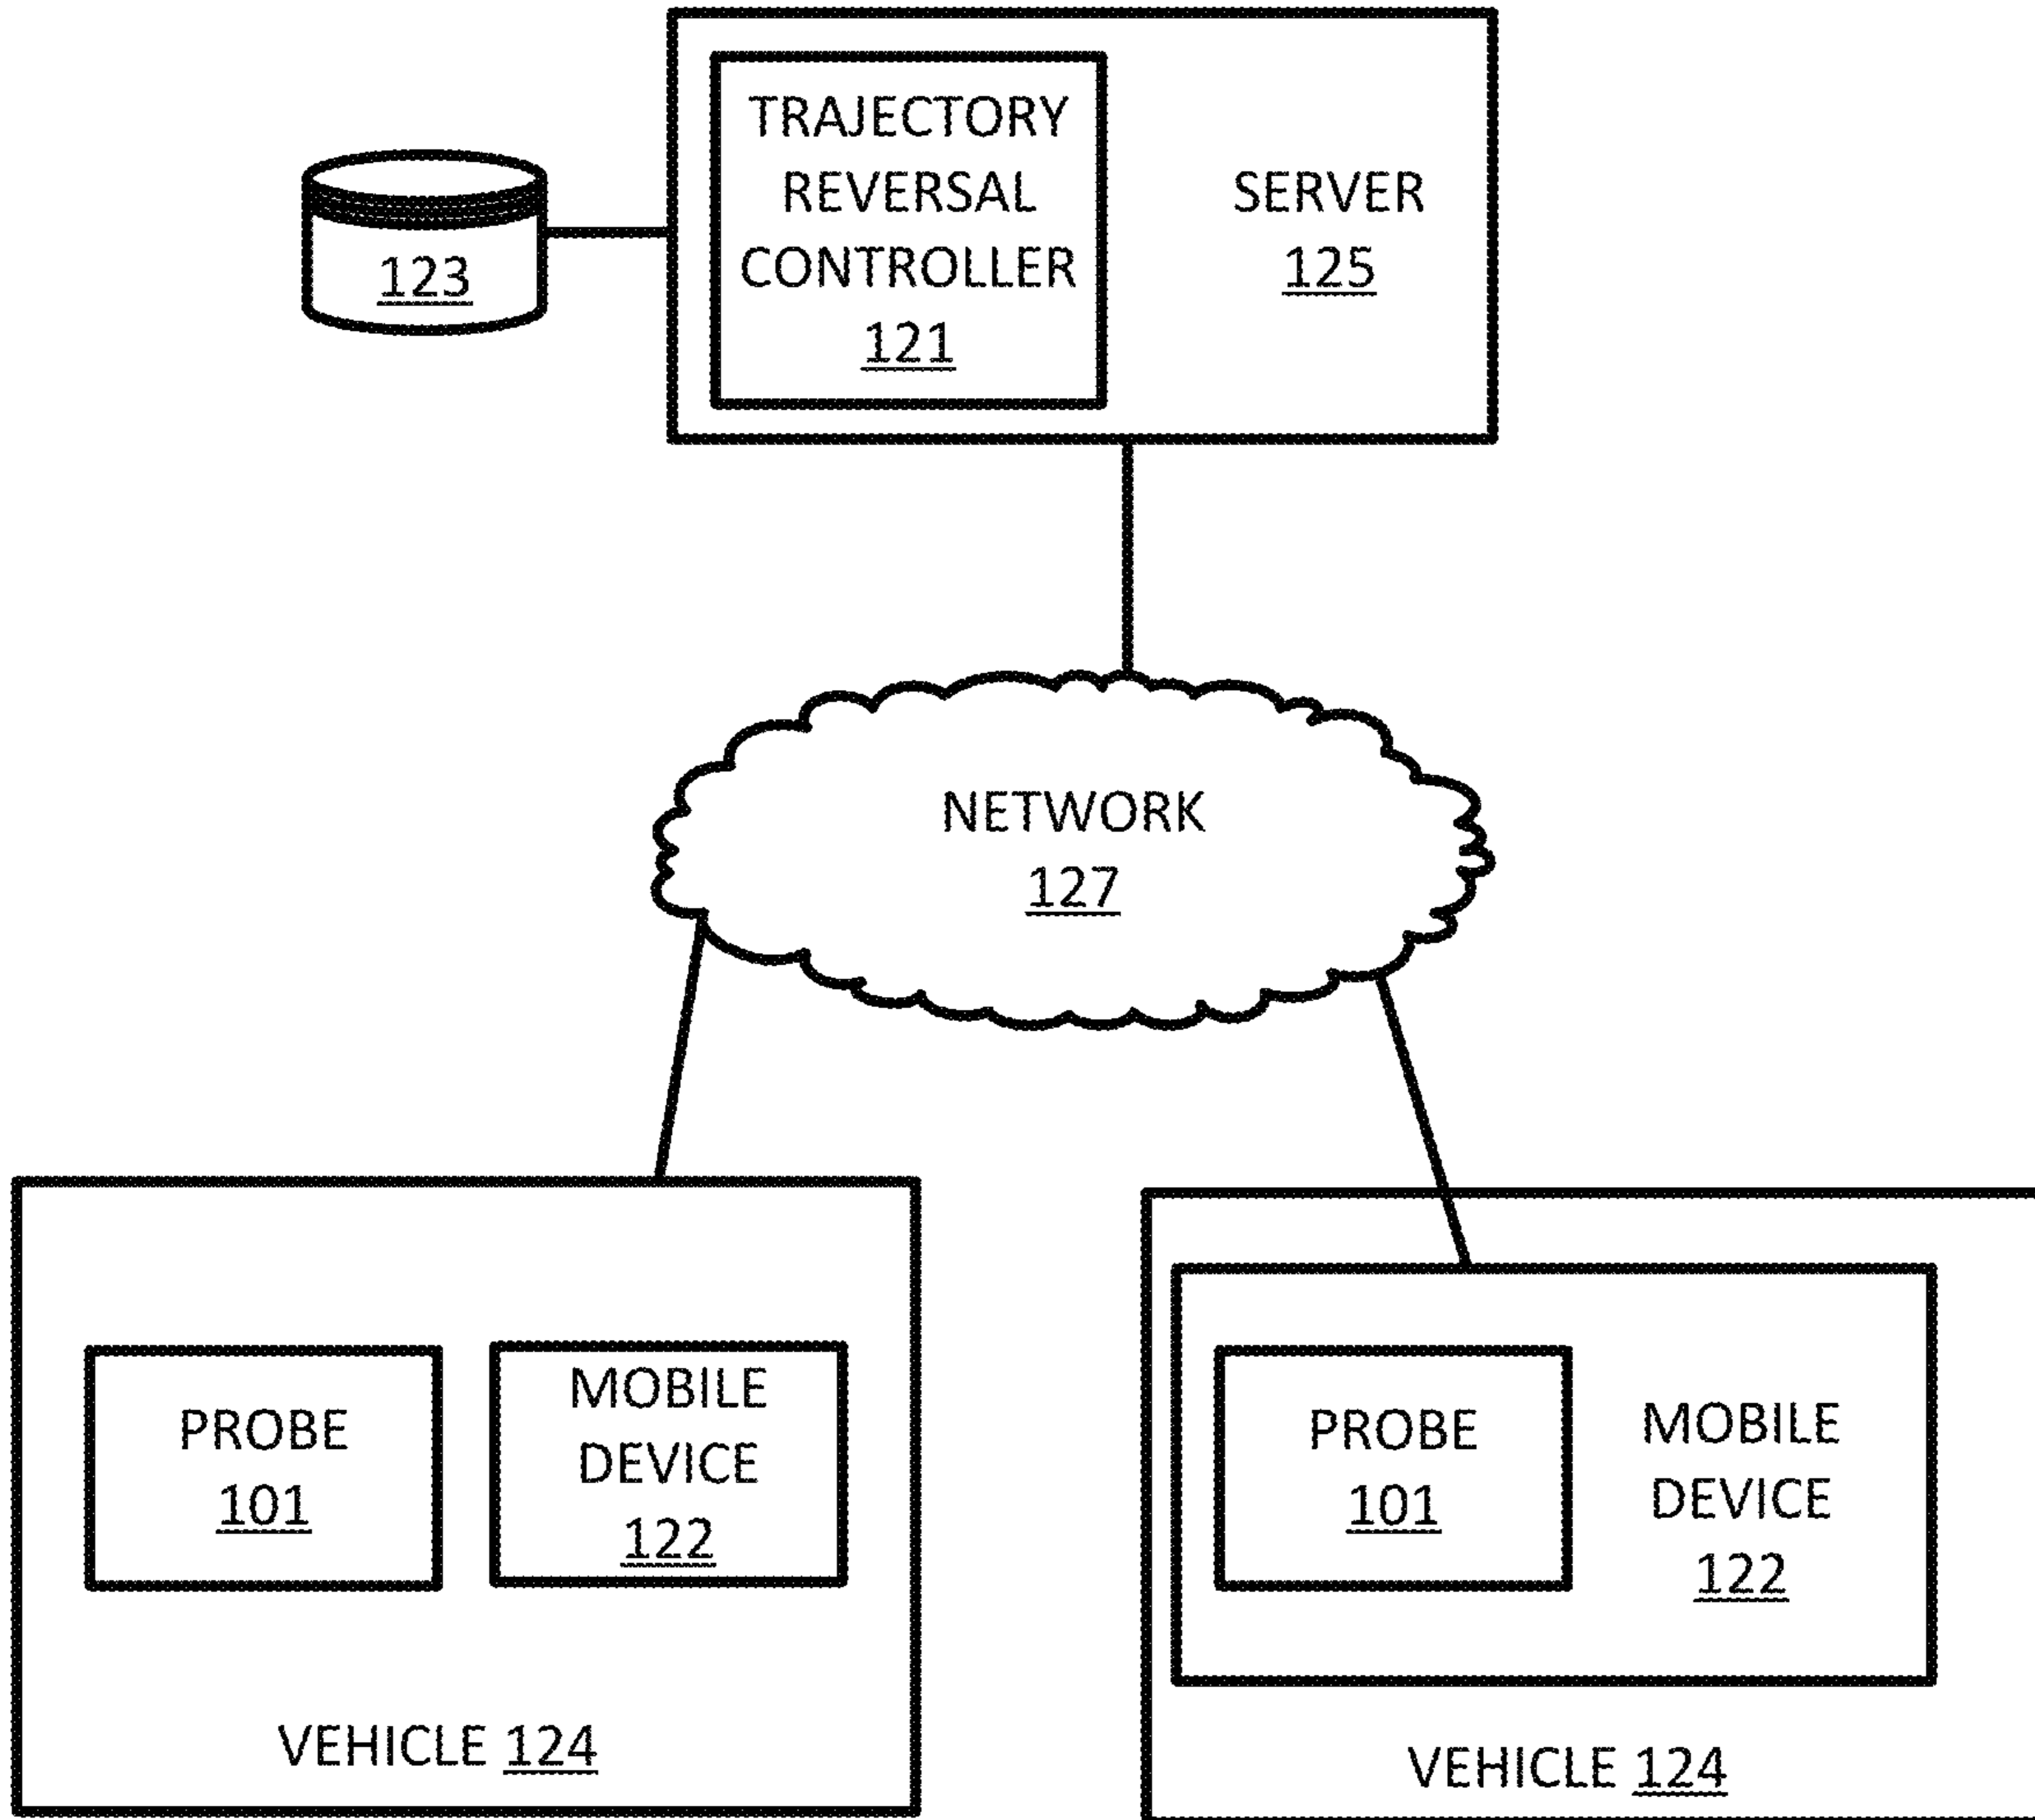 TRAJECTORY
REVERSAL
CONTROLLER
121
SERVER
125
123
NETWORK
127
PROBE
101
MOBILE
DEVICE
122
VEHICLE 124
PROBE
101
MOBILE
DEVICE
122
VEHICLE 124